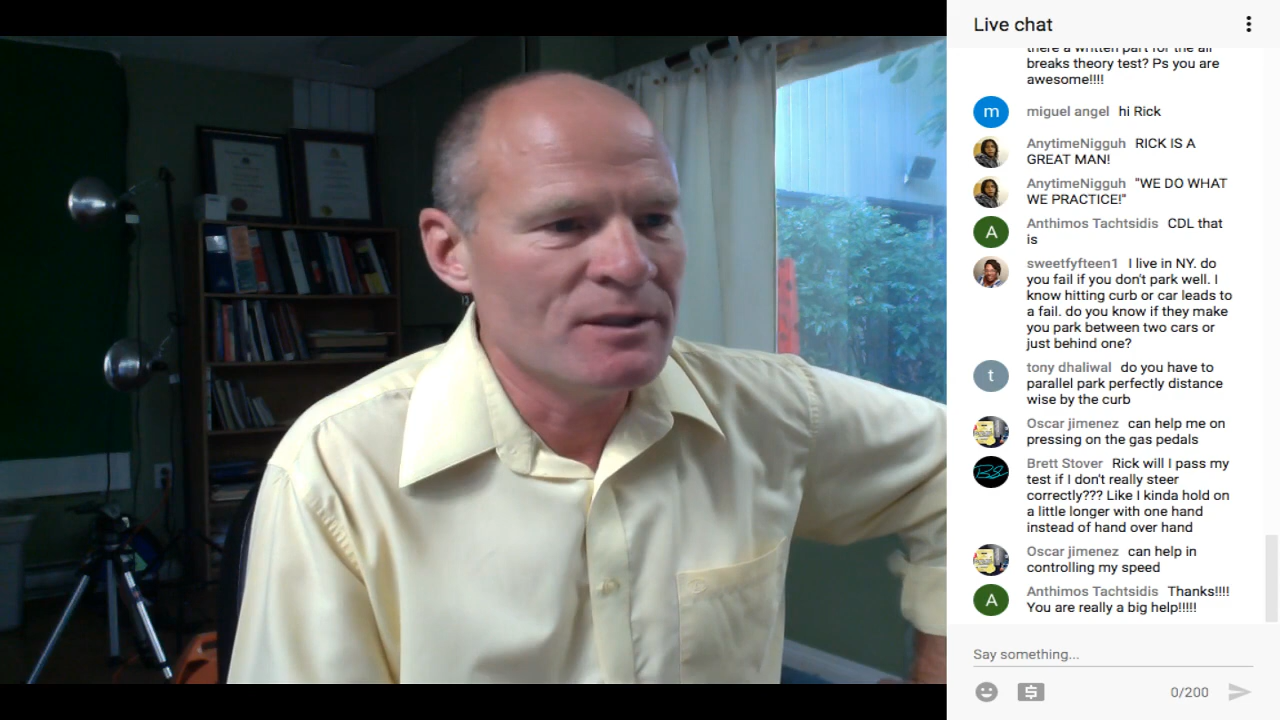 Live chat
there a written part for the air
breaks theory test? Ps you are
awesome!!!!
m
miguel angel hi Rick
AnytimeNigguh RICK IS A
GREAT MAN!
AnytimeNigguh "WE DO WHAT
WE PRACTICE!"
A
Anthimos Tachtsidis CDL that
is
sweetfyfteen1 I live in NY. do
you fail if you don't park well. I
know hitting curb or car leads to
a fail. do you know if they make
you park between two cars or
just behind one?
t
tony dhaliwal do you have to
parallel park perfectly distance
wise by the curb
Oscar jimenez can help me on
pressing on the gas pedals
Brett Stover Rick will I pass my
test if I don't really steer
correctly??? Like I kinda hold on
a little longer with one hand
instead of hand over hand
Oscar jimenez can help in
controlling my speed
A
Anthimos Tachtsidis Thanks!!!!
You are really a big help!!!!!
Say something...
0/200